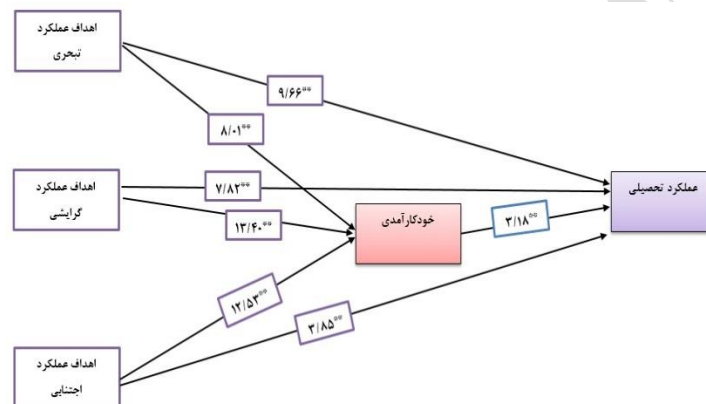 اهداف عملکرد
تبحری
۹/۶۶**
۸/۰۱**
اهداف عملکرد
گرایشی
۷/۸۲**
۱۳/۴۰**
خودکارآمدی
۳/۱۸**
عملکرد تحصیلی
۱۲/۵۳**
۳/۸۵**
اهداف عملکرد
اجتنابی